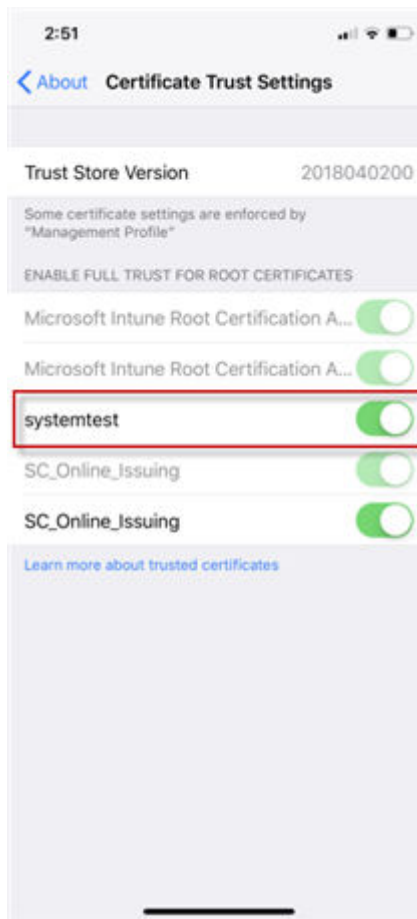 2:51
About Certificate Trust Settings
Trust Store Version 2018040200
Some certificate settings are enforced by
"Management Profile"
ENABLE FULL TRUST FOR ROOT CERTIFICATES
Microsoft Intune Root Certification A...
Microsoft Intune Root Certification A...
systemtest
SC_Online_Issuing
SC_Online_Issuing
Learn more about trusted certificates